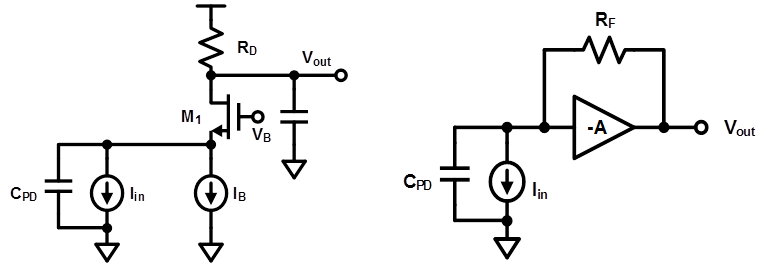 R_D
V_out
M_1
V_B
C_PD
I_in
I_B
R_F
-A
V_out
C_PD
I_in